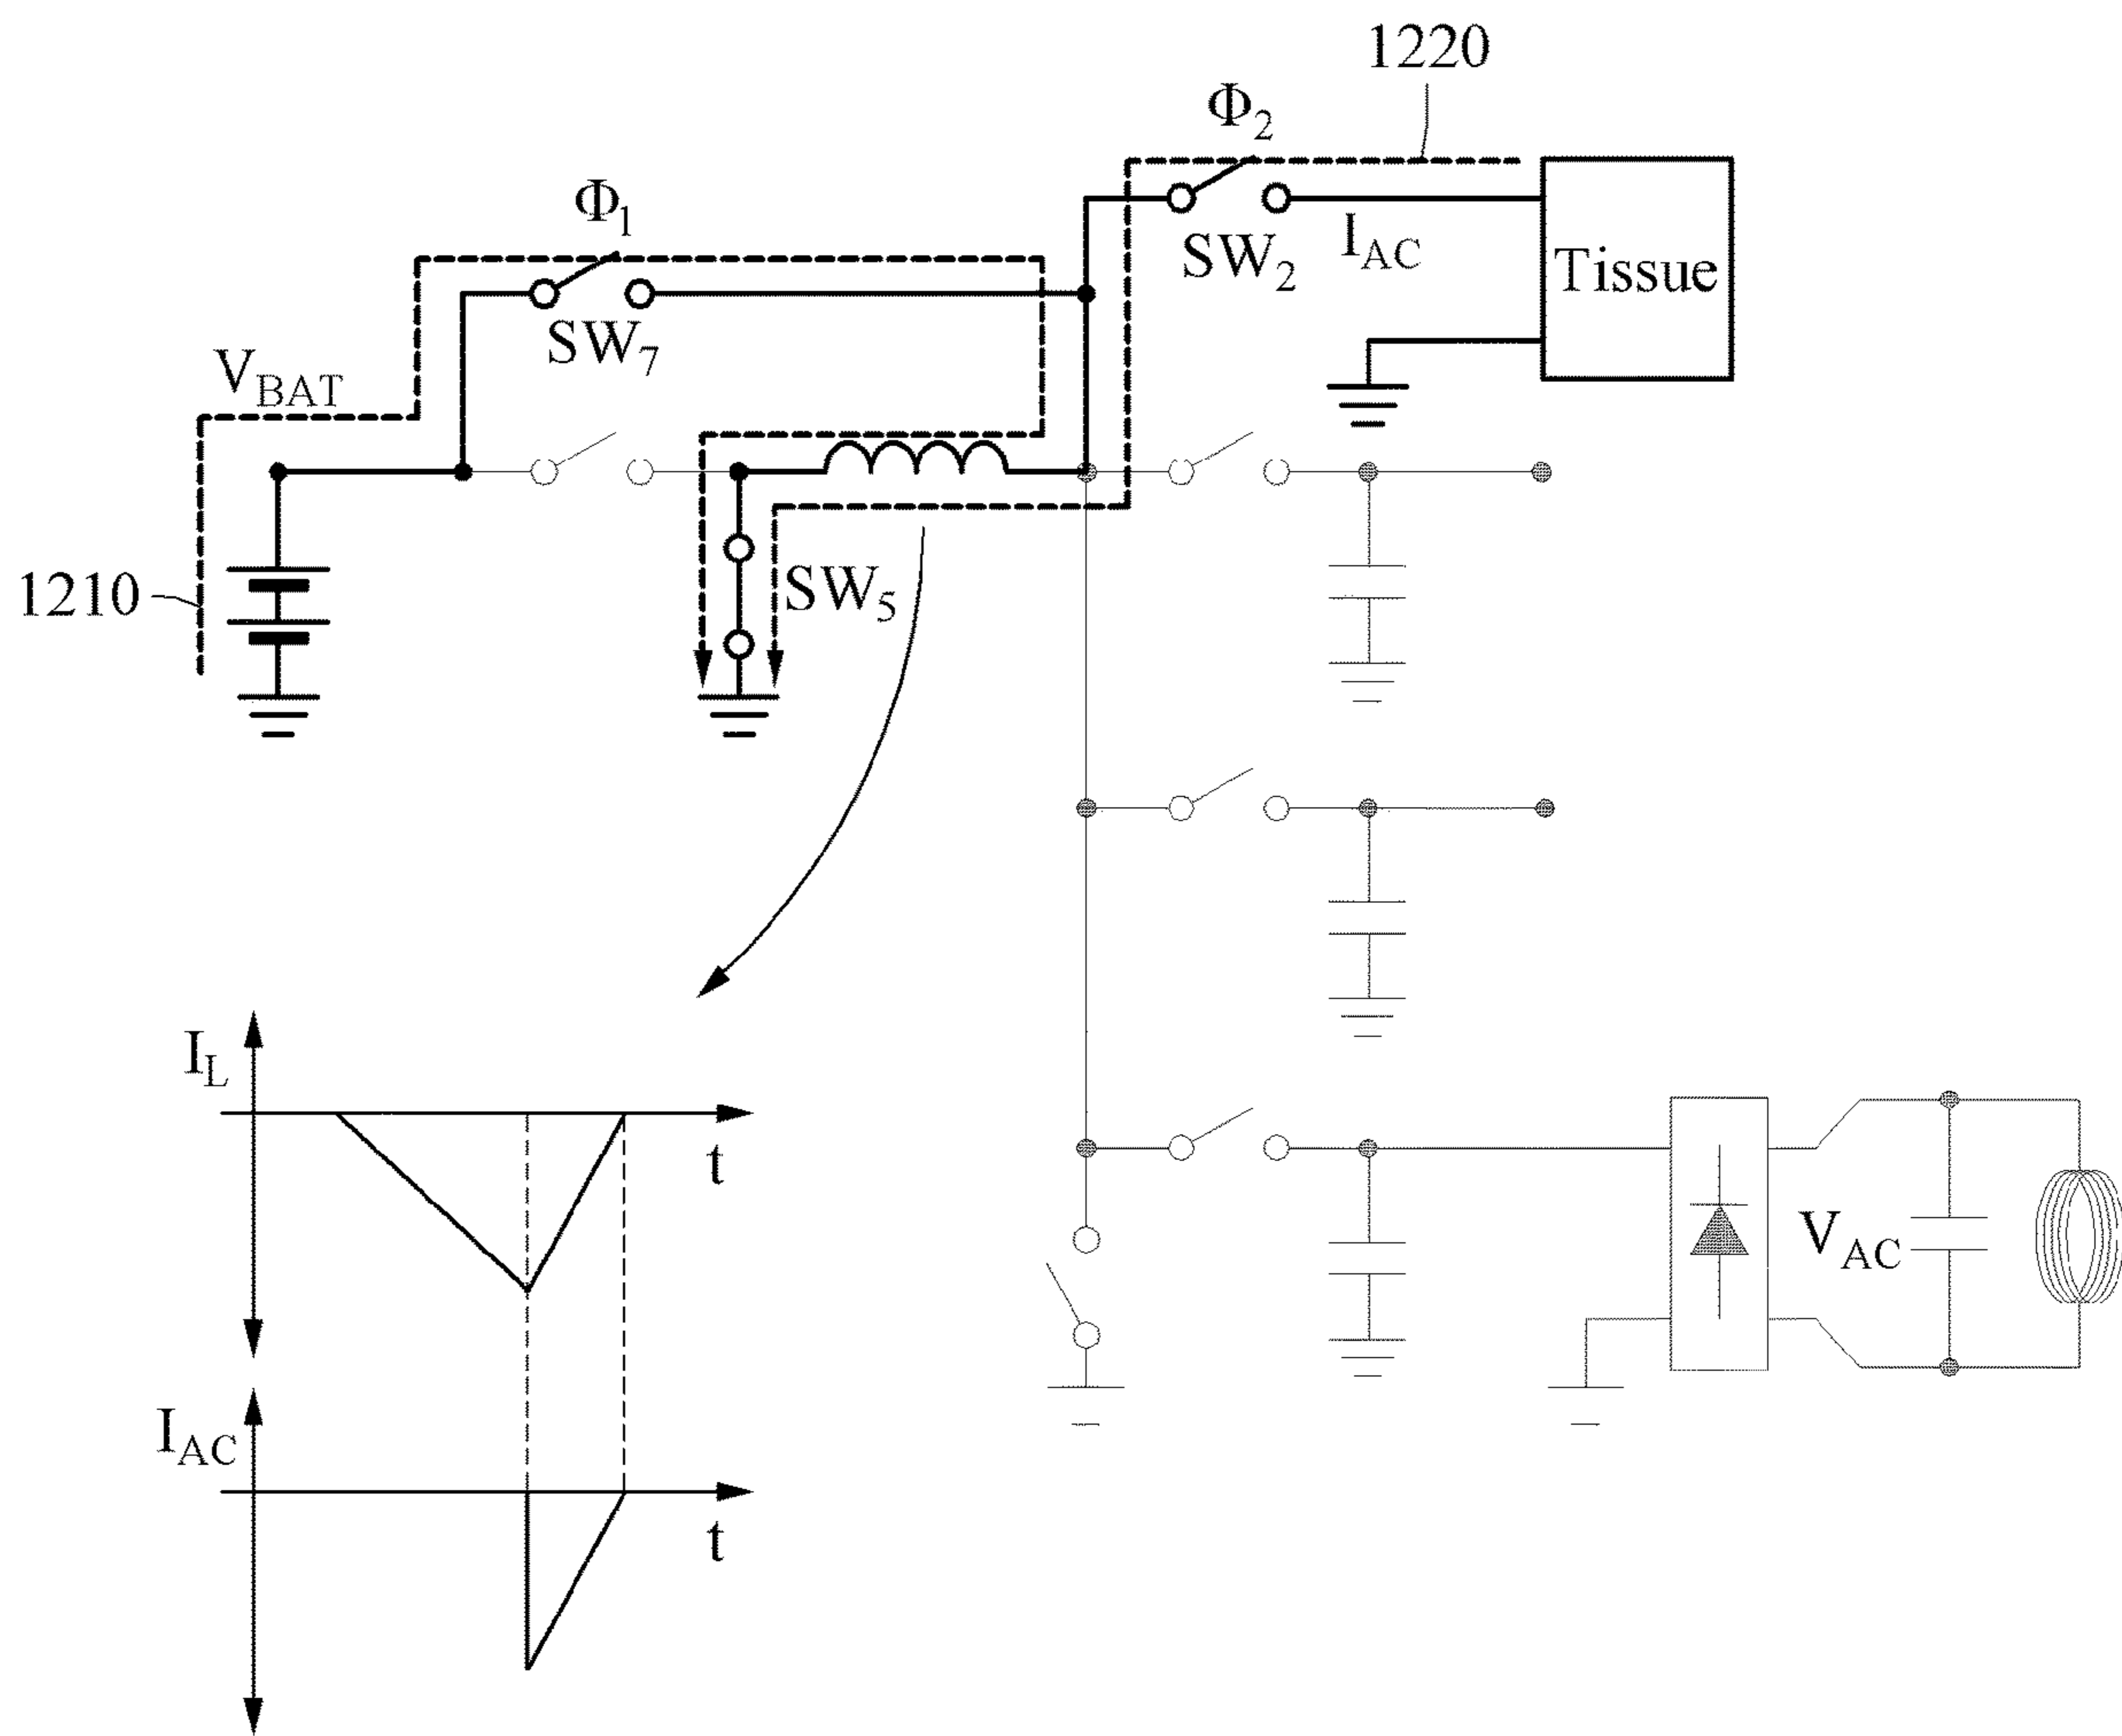 1220
Φ2
Φ1
SW2
IAC
Tissue
SW7
VBAT
1210
SW5
IL
t
VAC
IAC
t